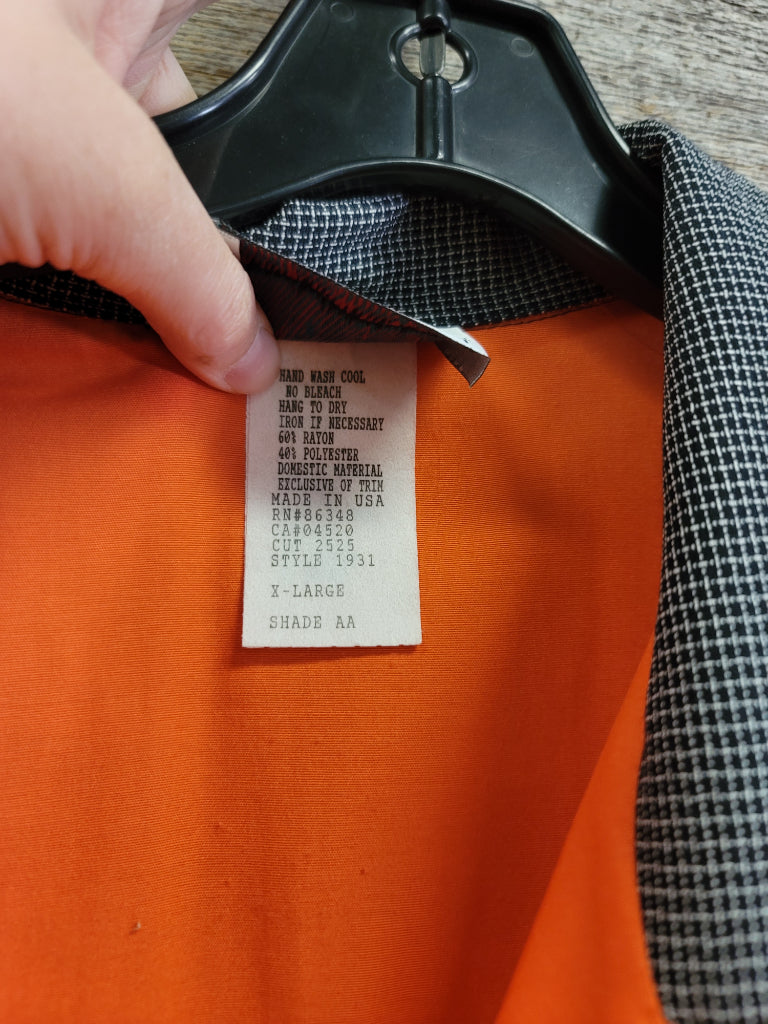 HAND WASH COOL
NO BLEACH
HANG TO DRY
IRON IF NECESSARY
60% RAYON
40% POLYESTER
DOMESTIC MATERIAL
EXCLUSIVE OF TRIM
MADE IN USA
RN#86348
CA#04520
CUT 2525
STYLE 1931
X-LARGE
SHADE AA